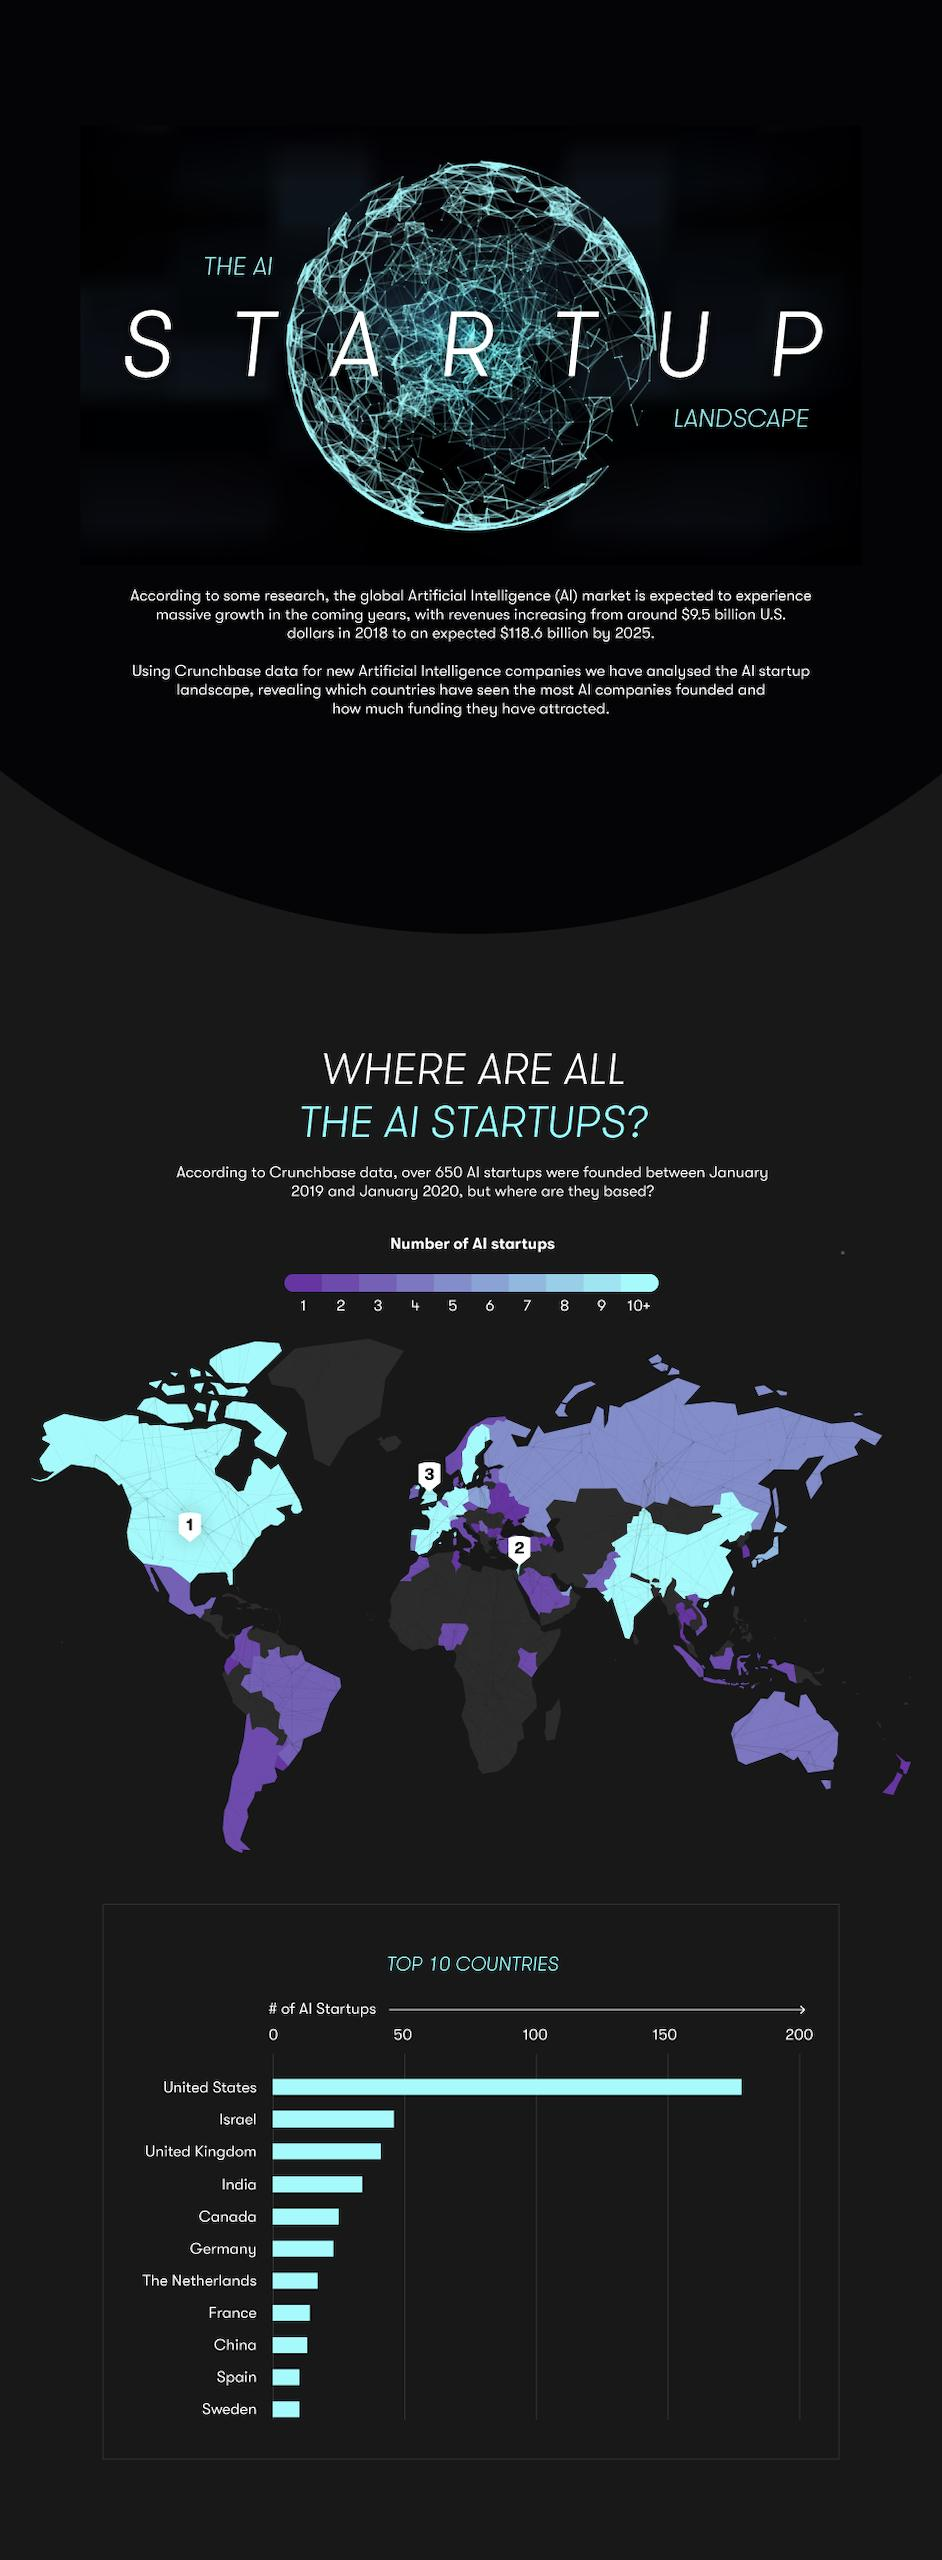 THE AI
STARTUP
LANDSCAPE
According to some research, the global Artificial Intelligence (AI) market is expected to experience
massive growth in the coming years, with revenues increasing from around $9.5 billion U.S.
dollars in 2018 to an expected $118.6 billion by 2025.
Using Crunchbase data for new Artificial Intelligence companies we have analysed the AI startup
landscape, revealing which countries have seen the most AI companies founded and
how much funding they have attracted.
WHERE ARE ALL
THE AI STARTUPS?
According to Crunchbase data, over 650 AI startups were founded between January
2019 and January 2020, but where are they based?
Number of AI startups
1 2 3 4 5 6 7 8 9 10+
3
1
2
TOP 10 COUNTRIES
# of AI Startups
0 50 100 150 200
United States
Israel
United Kingdom
India
Canada
Germany
The Netherlands
France
China
Spain
Sweden